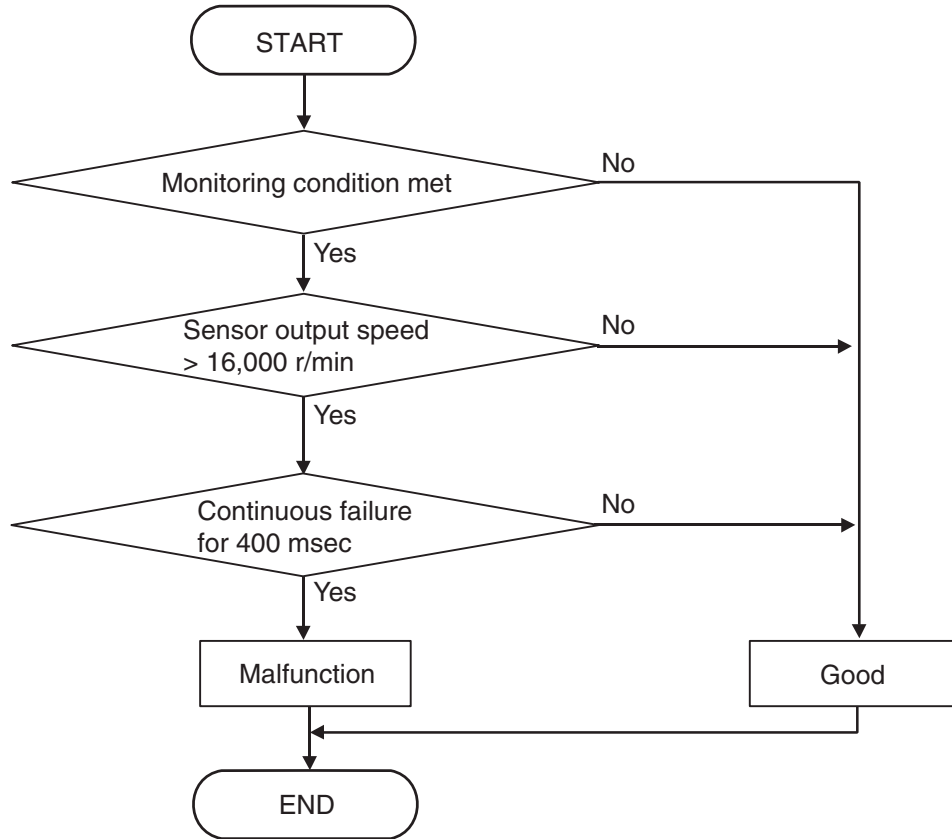 START
Monitoring condition met
No
Yes
Sensor output speed
> 16,000 r/min
No
Yes
Continuous failure
for 400 msec
No
Yes
Malfunction
Good
END